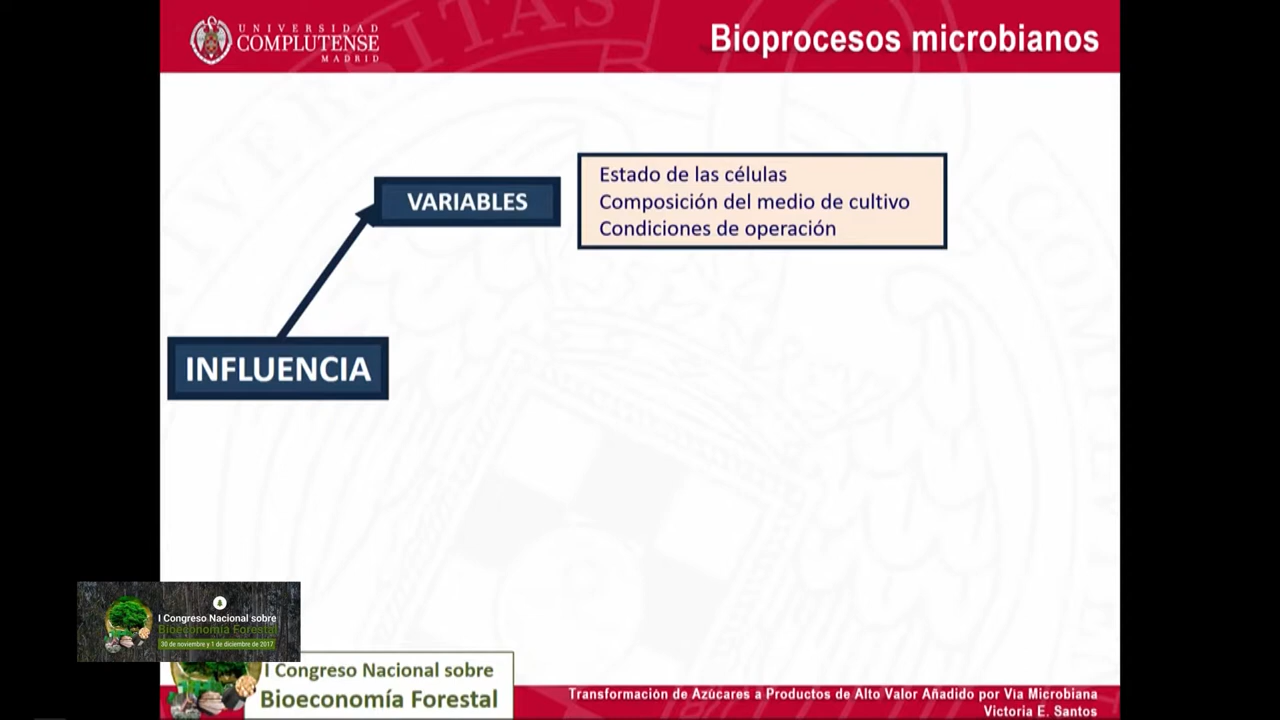 UNIVERSIDAD
COMPLUTENSE
MADRID
Bioprocesos microbianos
VARIABLES
Estado de las células
Composición del medio de cultivo
Condiciones de operación
INFLUENCIA
I Congreso Nacional sobre
Bioeconomía Forestal
30 de noviembre y 1 de diciembre de 2017
I Congreso Nacional sobre
Bioeconomía Forestal
Transformación de Azúcares a Productos de Alto Valor Añadido por Vía Microbiana
Victoria E. Santos